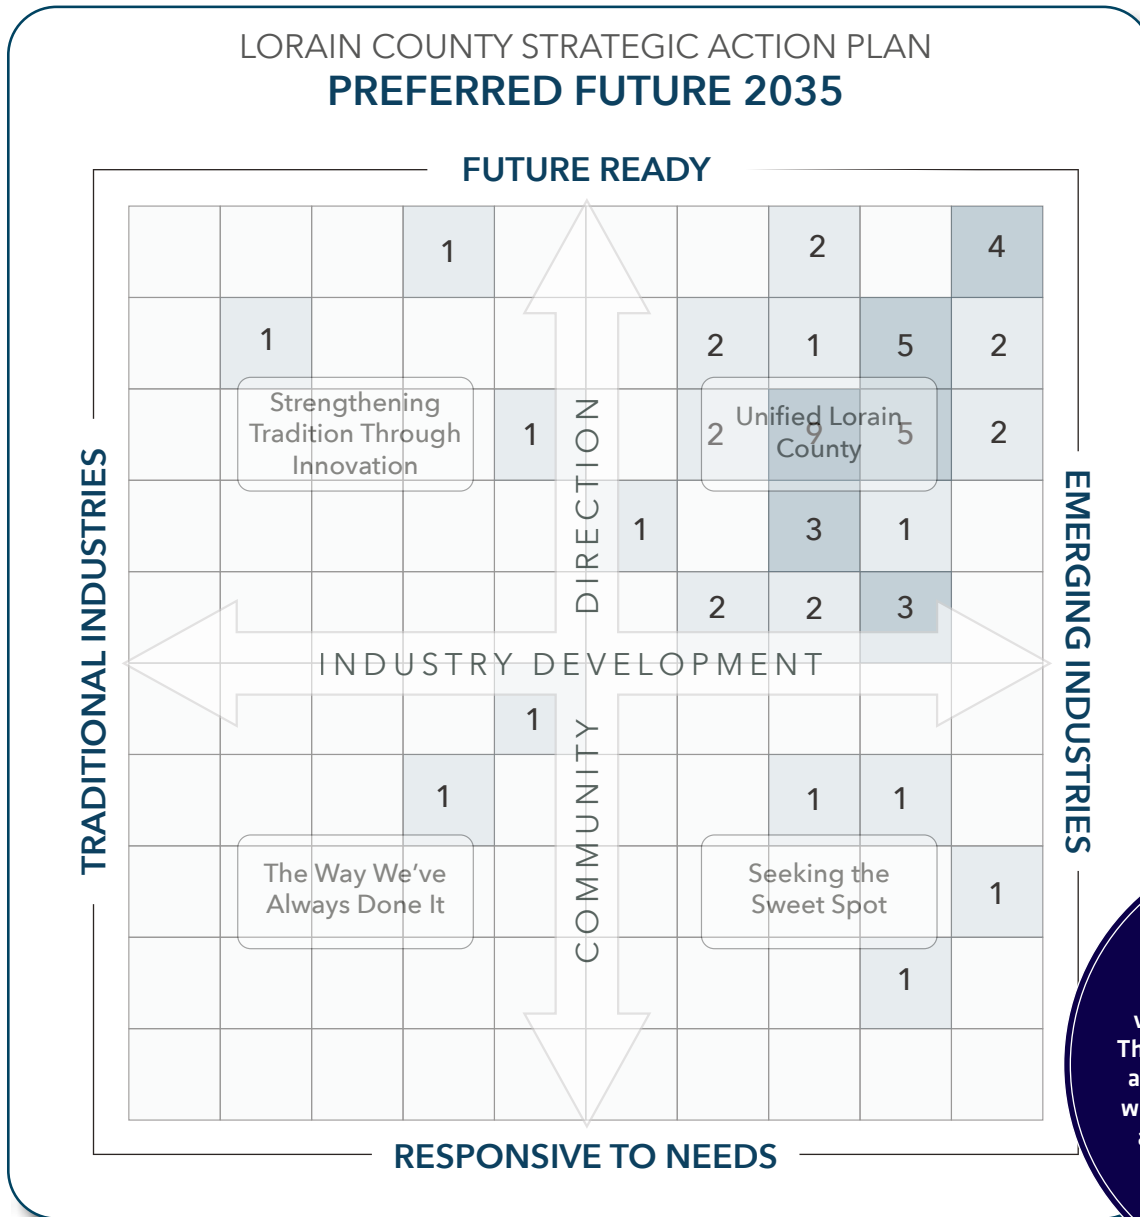 LORAIN COUNTY STRATEGIC ACTION PLAN
PREFERRED FUTURE 2035
FUTURE READY
1
2
4
1
2
1
5
2
Strengthening
Tradition Through
Innovation
1
2
9
5
2
Unified Lorain
County
1
3
1
2
2
3
TRADITIONAL INDUSTRIES
EMERGING INDUSTRIES
DIRECTION
INDUSTRY DEVELOPMENT
COMMUNITY
1
1
1
1
The Way We've
Always Done It
Seeking the
Sweet Spot
1
1
RESPONSIVE TO NEEDS